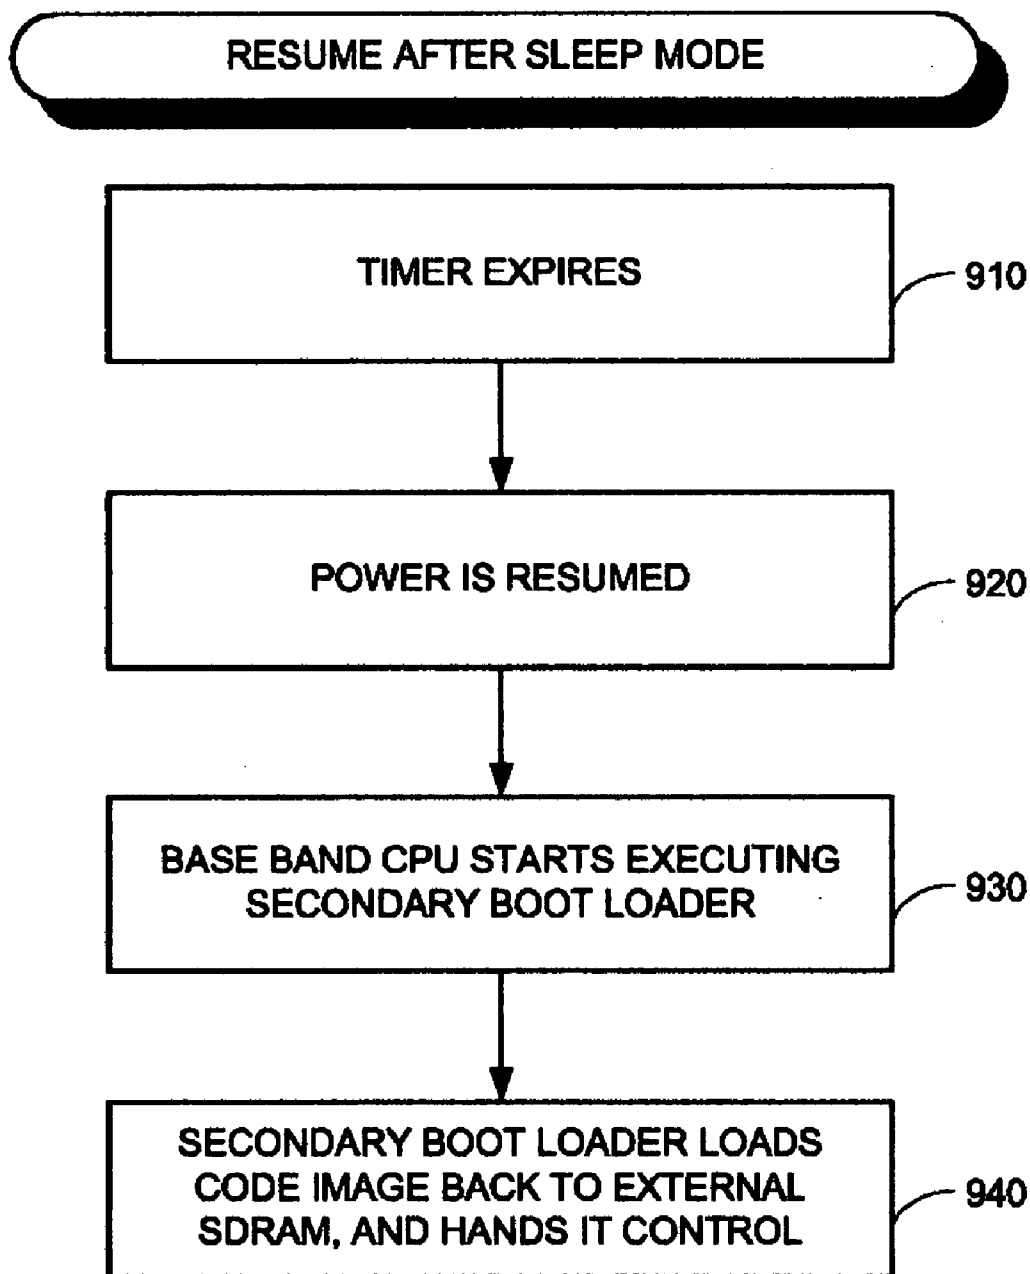 RESUME AFTER SLEEP MODE
TIMER EXPIRES
910
POWER IS RESUMED
920
BASE BAND CPU STARTS EXECUTING
SECONDARY BOOT LOADER
930
SECONDARY BOOT LOADER LOADS
CODE IMAGE BACK TO EXTERNAL
SDRAM, AND HANDS IT CONTROL
940